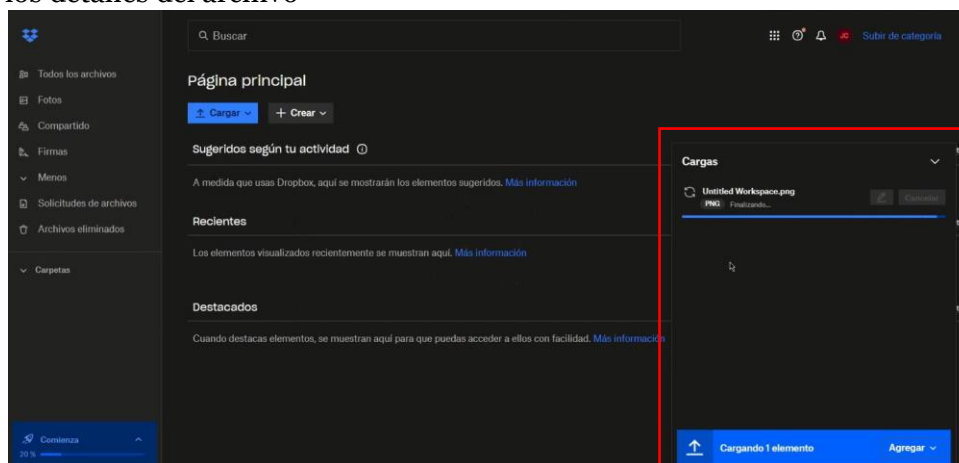 los detalles del archivo
Buscar
JC
Subir de categoría
Todos los archivos
Fotos
Compartido
Firmas
Menos
Solicitudes de archivos
Archivos eliminados
Carpetas
Comienza
20 %
Página principal
Cargar
Crear
Sugeridos según tu actividad
A medida que usas Dropbox, aquí se mostrarán los elementos sugeridos. Más información
Recientes
Los elementos visualizados recientemente se muestran aquí. Más información
Destacados
Cuando destacas elementos, se muestran aquí para que puedas acceder a ellos con facilidad. Más información
Cargas
Untitled Workspace.png
PNG Finalizando...
Cancelar
Cargando 1 elemento
Agregar